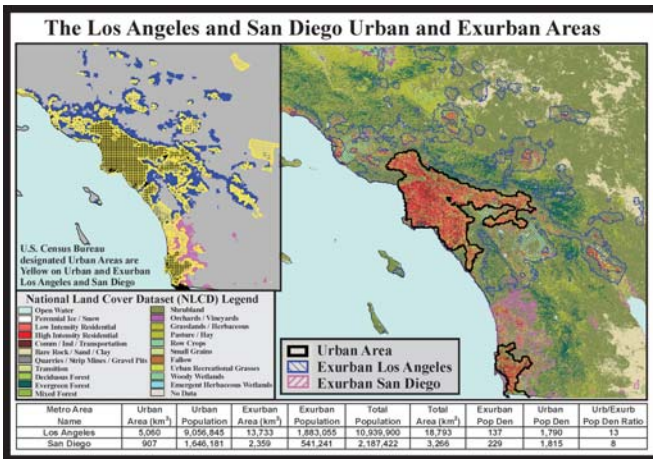 The Los Angeles and San Diego Urban and Exurban Areas
U.S. Census Bureau
designated Urban Areas are
Yellow on Urban and Exurban
Los Angeles and San Diego
National Land Cover Dataset (NLCD) Legend
Open Water
Perennial Ice / Snow
Low Intensity Residential
High Intensity Residential
Comm / Ind / Transportation
Bare Rock / Sand / Clay
Quarries / Strip Mines / Gravel Pits
Transition
Deciduous Forest
Evergreen Forest
Mixed Forest
Shrubland
Orchards / Vineyards
Grasslands / Herbaceous
Pasture / Hay
Row Crops
Small Grains
Fallow
Urban Recreational Grasses
Woody Wetlands
Emergent Herbaceous Wetlands
No Data
Urban Area
Exurban Los Angeles
Exurban San Diego
Metro Area Urban Urban Exurban Exurban Total Total Exurban Urban Urb/Exurb
Name Area (km²) Population Area (km²) Population Population Area (km²) Pop Den Pop Den Pop Den Ratio
Los Angeles 5,060 9,056,845 13,733 1,883,055 10,939,900 18,793 137 1,790 13
San Diego 907 1,646,181 2,359 541,241 2,187,422 3,266 229 1,815 8